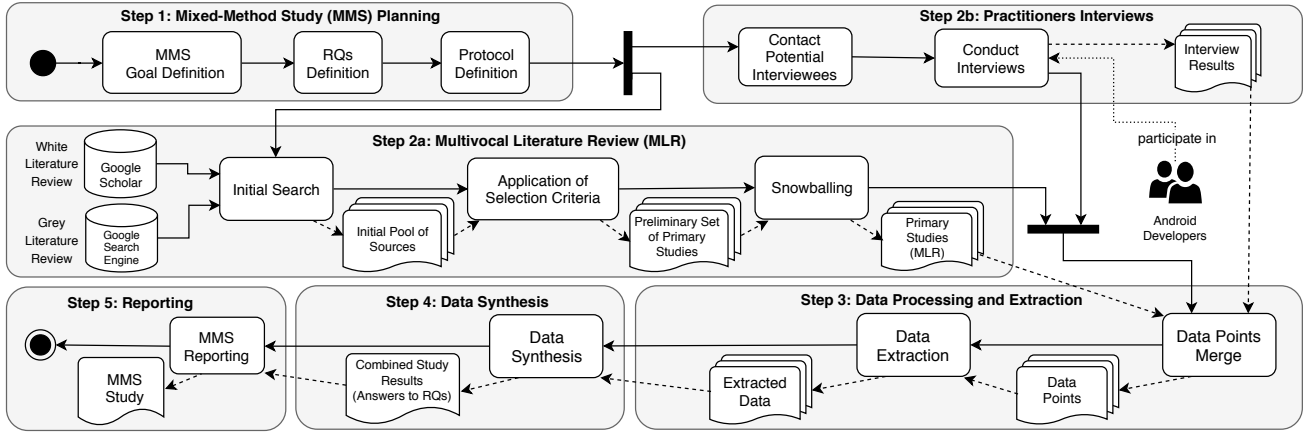 Step 1: Mixed-Method Study (MMS) Planning
MMS
Goal Definition
RQs
Definition
Protocol
Definition
Step 2b: Practitioners Interviews
Contact
Potential
Interviewees
Conduct
Interviews
Interview
Results
participate in
Android
Developers
Step 2a: Multivocal Literature Review (MLR)
White
Literature
Review
Google
Scholar
Grey
Literature
Review
Google
Search
Engine
Initial Search
Initial Pool of
Sources
Application of
Selection Criteria
Preliminary Set
of Primary
Studies
Snowballing
Primary
Studies
(MLR)
Step 3: Data Processing and Extraction
Data Points
Merge
Data
Points
Data
Extraction
Extracted
Data
Step 4: Data Synthesis
Data
Synthesis
Combined Study
Results
(Answers to RQs)
Step 5: Reporting
MMS
Reporting
MMS
Study